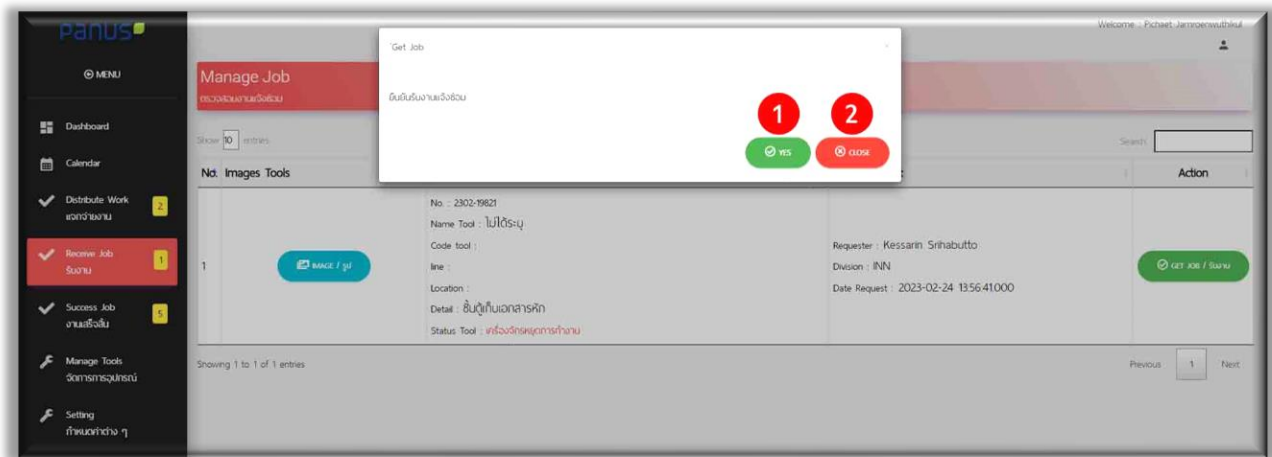 Panus
Welcome : Pichaet Jamroenwuthikul
MENU
Dashboard
Calendar
Distribute Work
แจกจ่ายงาน
2
Receive Job
รับงาน
1
Success Job
งานเสร็จสิ้น
5
Manage Tools
จัดการอุปกรณ์
Setting
กำหนดค่าต่าง ๆ
Manage Job
ตรวจสอบงานแจ้งซ่อม
Get Job
ยืนยันรับงานแจ้งซ่อม
1
2
YES
CLOSE
Show 10 entries
Search:
No. Images Tools
Action
1
IMAGE / รูป
No. : 2302-19821
Name Tool : ไม่ได้ระบุ
Code tool :
line :
Location :
Detail : ชั้นตู้เก็บเอกสารหัก
Status Tool : เครื่องจักรหยุดการทำงาน
Requester : Kessarin Srihabutto
Division : INN
Date Request : 2023-02-24 13:56:41.000
GET JOB / รับงาน
Showing 1 to 1 of 1 entries
Previous 1 Next